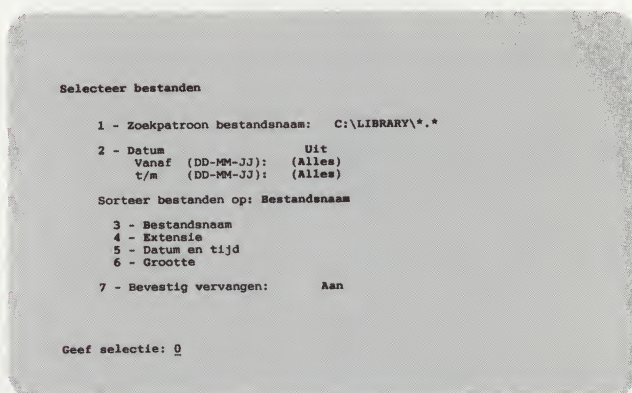 Selecteer bestanden
1 - Zoekpatroon bestandsnaam: C:\LIBRARY\*.*
2 - Datum Uit
Vanaf (DD-MM-JJ): (Alles)
t/m (DD-MM-JJ): (Alles)
Sorteer bestanden op: Bestandsnaam
3 - Bestandsnaam
4 - Extensie
5 - Datum en tijd
6 - Grootte
7 - Bevestig vervangen: Aan
Geef selectie: 0